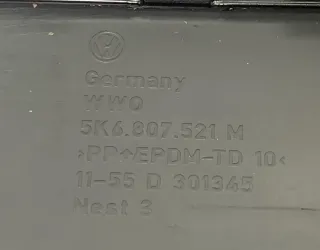 Germany
WWO
5K6.807.521 M
>PP+EPDM-TD 10<
11-55 D 301345
Nest 3